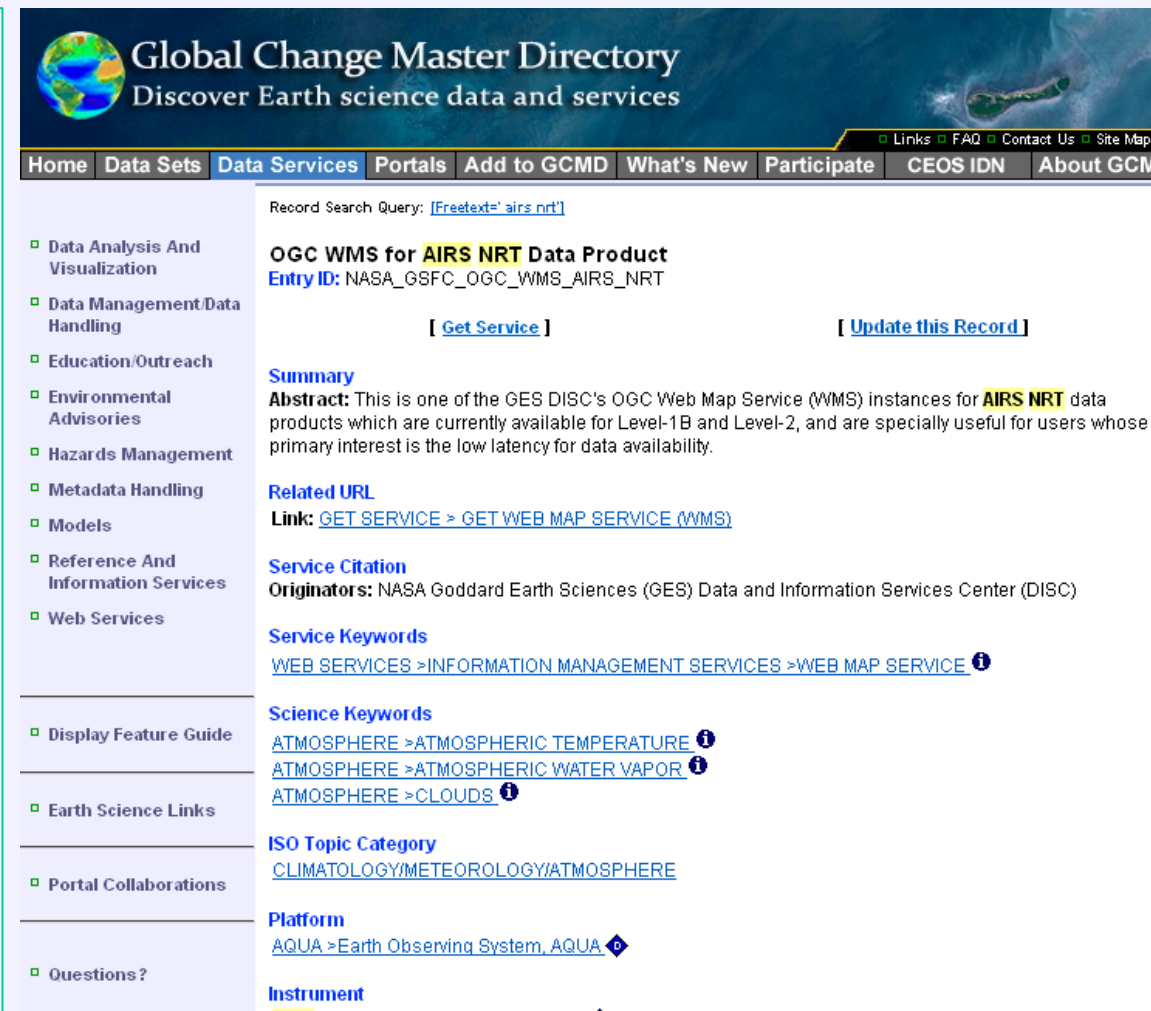 Global Change Master Directory
Discover Earth science data and services
Links FAQ Contact Us Site Map
Home Data Sets Data Services Portals Add to GCMD What's New Participate CEOS IDN About
Record Search Query: [Freetext=' airs nrt']
Data Analysis And
Visualization
Data Management/Data
Handling
Education/Outreach
Environmental
Advisories
Hazards Management
Metadata Handling
Models
Reference And
Information Services
Web Services
Display Feature Guide
Earth Science Links
Portal Collaborations
Questions?
OGC WMS for AIRS NRT Data Product
Entry ID: NASA_GSFC_OGC_WMS_AIRS_NRT
[ Get Service ] [ Update this Record ]
Summary
Abstract: This is one of the GES DISC's OGC Web Map Service (WMS) instances for AIRS NRT data
products which are currently available for Level-1B and Level-2, and are specially useful for users whose
primary interest is the low latency for data availability.
Related URL
Link: GET SERVICE > GET WEB MAP SERVICE (WMS)
Service Citation
Originators: NASA Goddard Earth Sciences (GES) Data and Information Services Center (DISC)
Service Keywords
WEB SERVICES >INFORMATION MANAGEMENT SERVICES >WEB MAP SERVICE
Science Keywords
ATMOSPHERE >ATMOSPHERIC TEMPERATURE
ATMOSPHERE >ATMOSPHERIC WATER VAPOR
ATMOSPHERE >CLOUDS
ISO Topic Category
CLIMATOLOGY/METEOROLOGY/ATMOSPHERE
Platform
AQUA >Earth Observing System, AQUA
Instrument